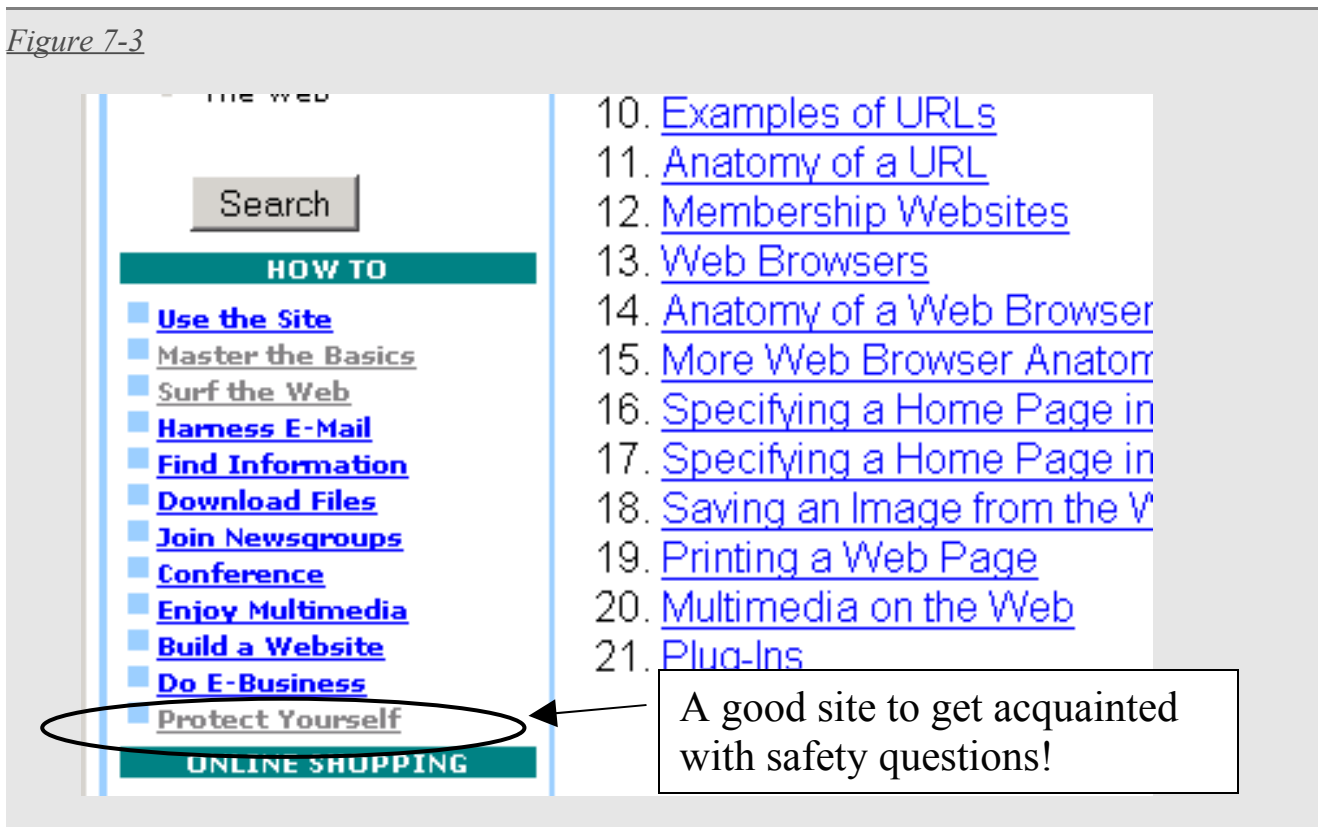 Figure 7-3
The Web
Search
HOW TO
Use the Site
Master the Basics
Surf the Web
Harness E-Mail
Find Information
Download Files
Join Newsgroups
Conference
Enjoy Multimedia
Build a Website
Do E-Business
Protect Yourself
ONLINE SHOPPING
10. Examples of URLs
11. Anatomy of a URL
12. Membership Websites
13. Web Browsers
14. Anatomy of a Web Browser
15. More Web Browser Anatom
16. Specifying a Home Page in
17. Specifying a Home Page in
18. Saving an Image from the
19. Printing a Web Page
20. Multimedia on the Web
21. Plug-Ins
A good site to get acquainted
with safety questions!